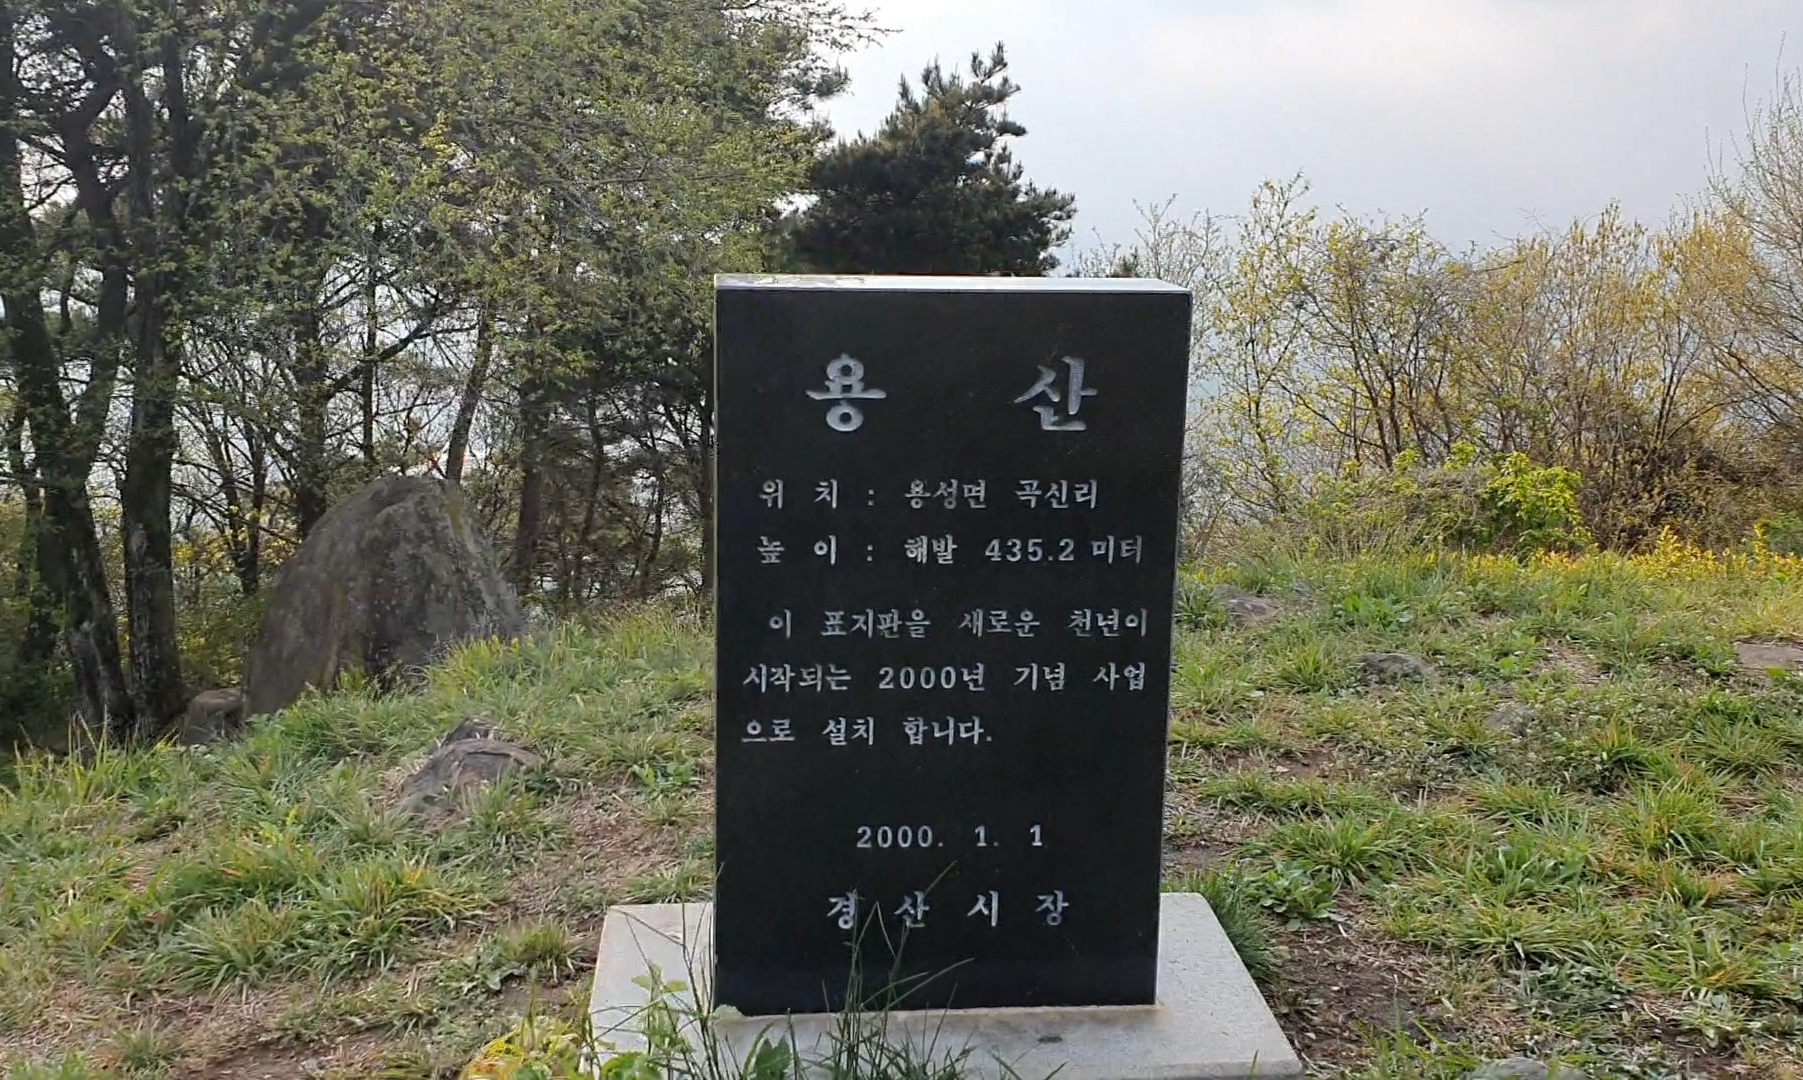 용 산
위 치 : 용성면 곡신리
높 이 : 해발 435.2 미터
이 표지판을 새로운 천년이
시작되는 2000년 기념 사업
으로 설치 합니다.
2000. 1. 1
경 산 시 장